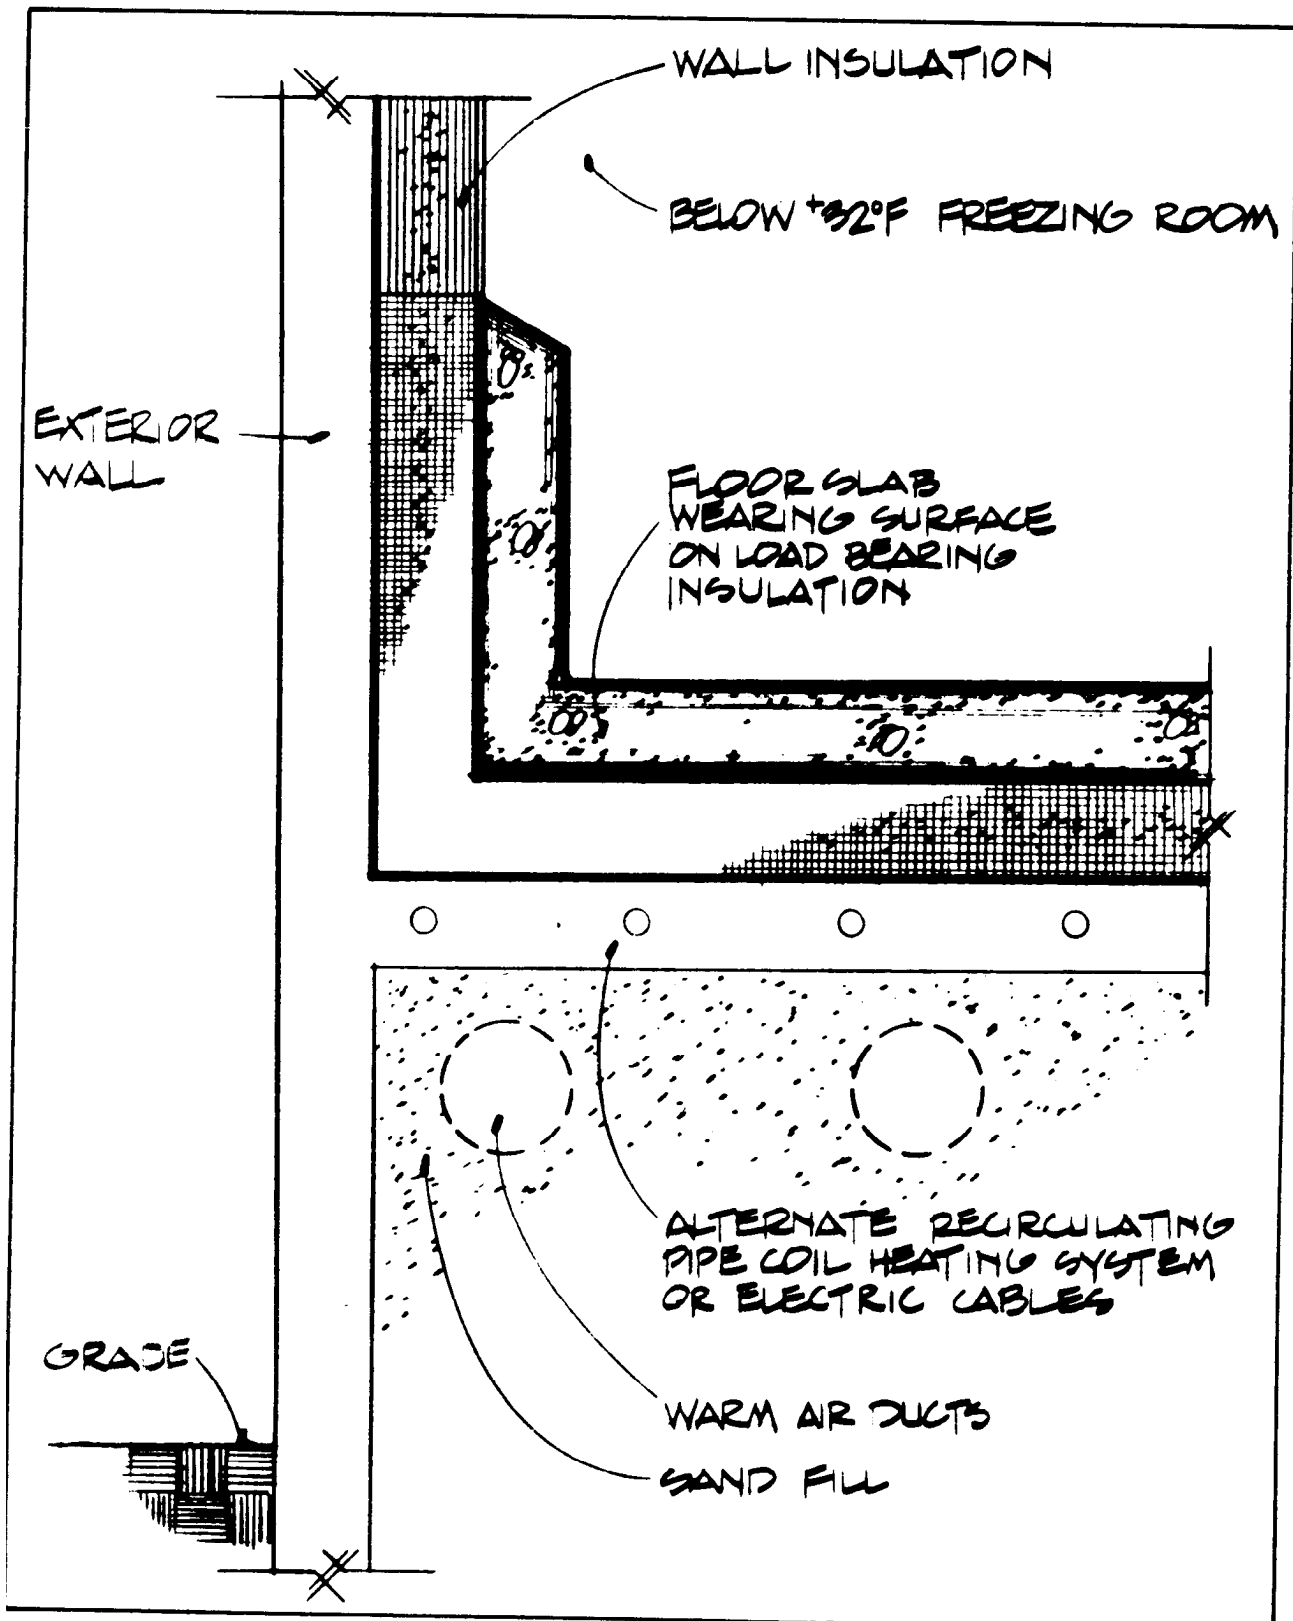 WALL INSULATION
BELOW +32°F FREEZING ROOM
EXTERIOR
WALL
FLOOR SLAB
WEARING SURFACE
ON LOAD BEARING
INSULATION
ALTERNATE RECIRCULATING
PIPE COIL HEATING SYSTEM
OR ELECTRIC CABLES
GRADE
WARM AIR DUCTS
SAND FILL